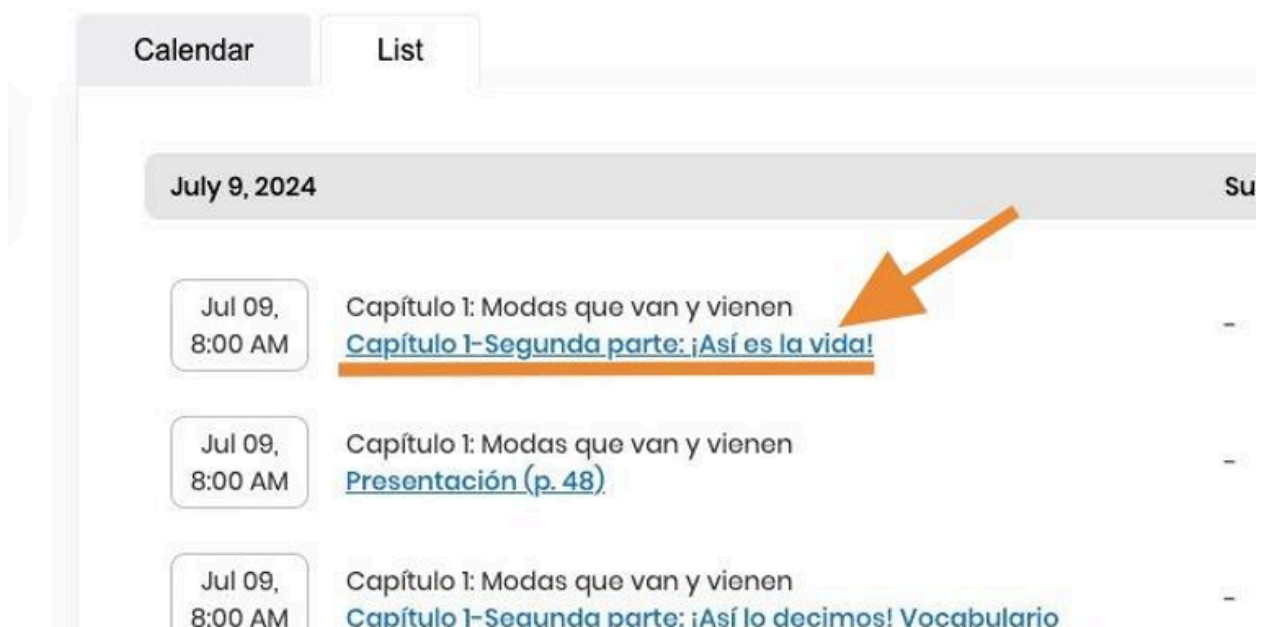 Calendar List
July 9, 2024 Su
Jul 09,
8:00 AM
Capítulo 1: Modas que van y vienen
Capítulo 1-Segunda parte: ¡Así es la vida!
-
Jul 09,
8:00 AM
Capítulo 1: Modas que van y vienen
Presentación (p. 48)
-
Jul 09,
8:00 AM
Capítulo 1: Modas que van y vienen
Capítulo 1-Segunda parte: ¡Así lo decimos! Vocabulario
-